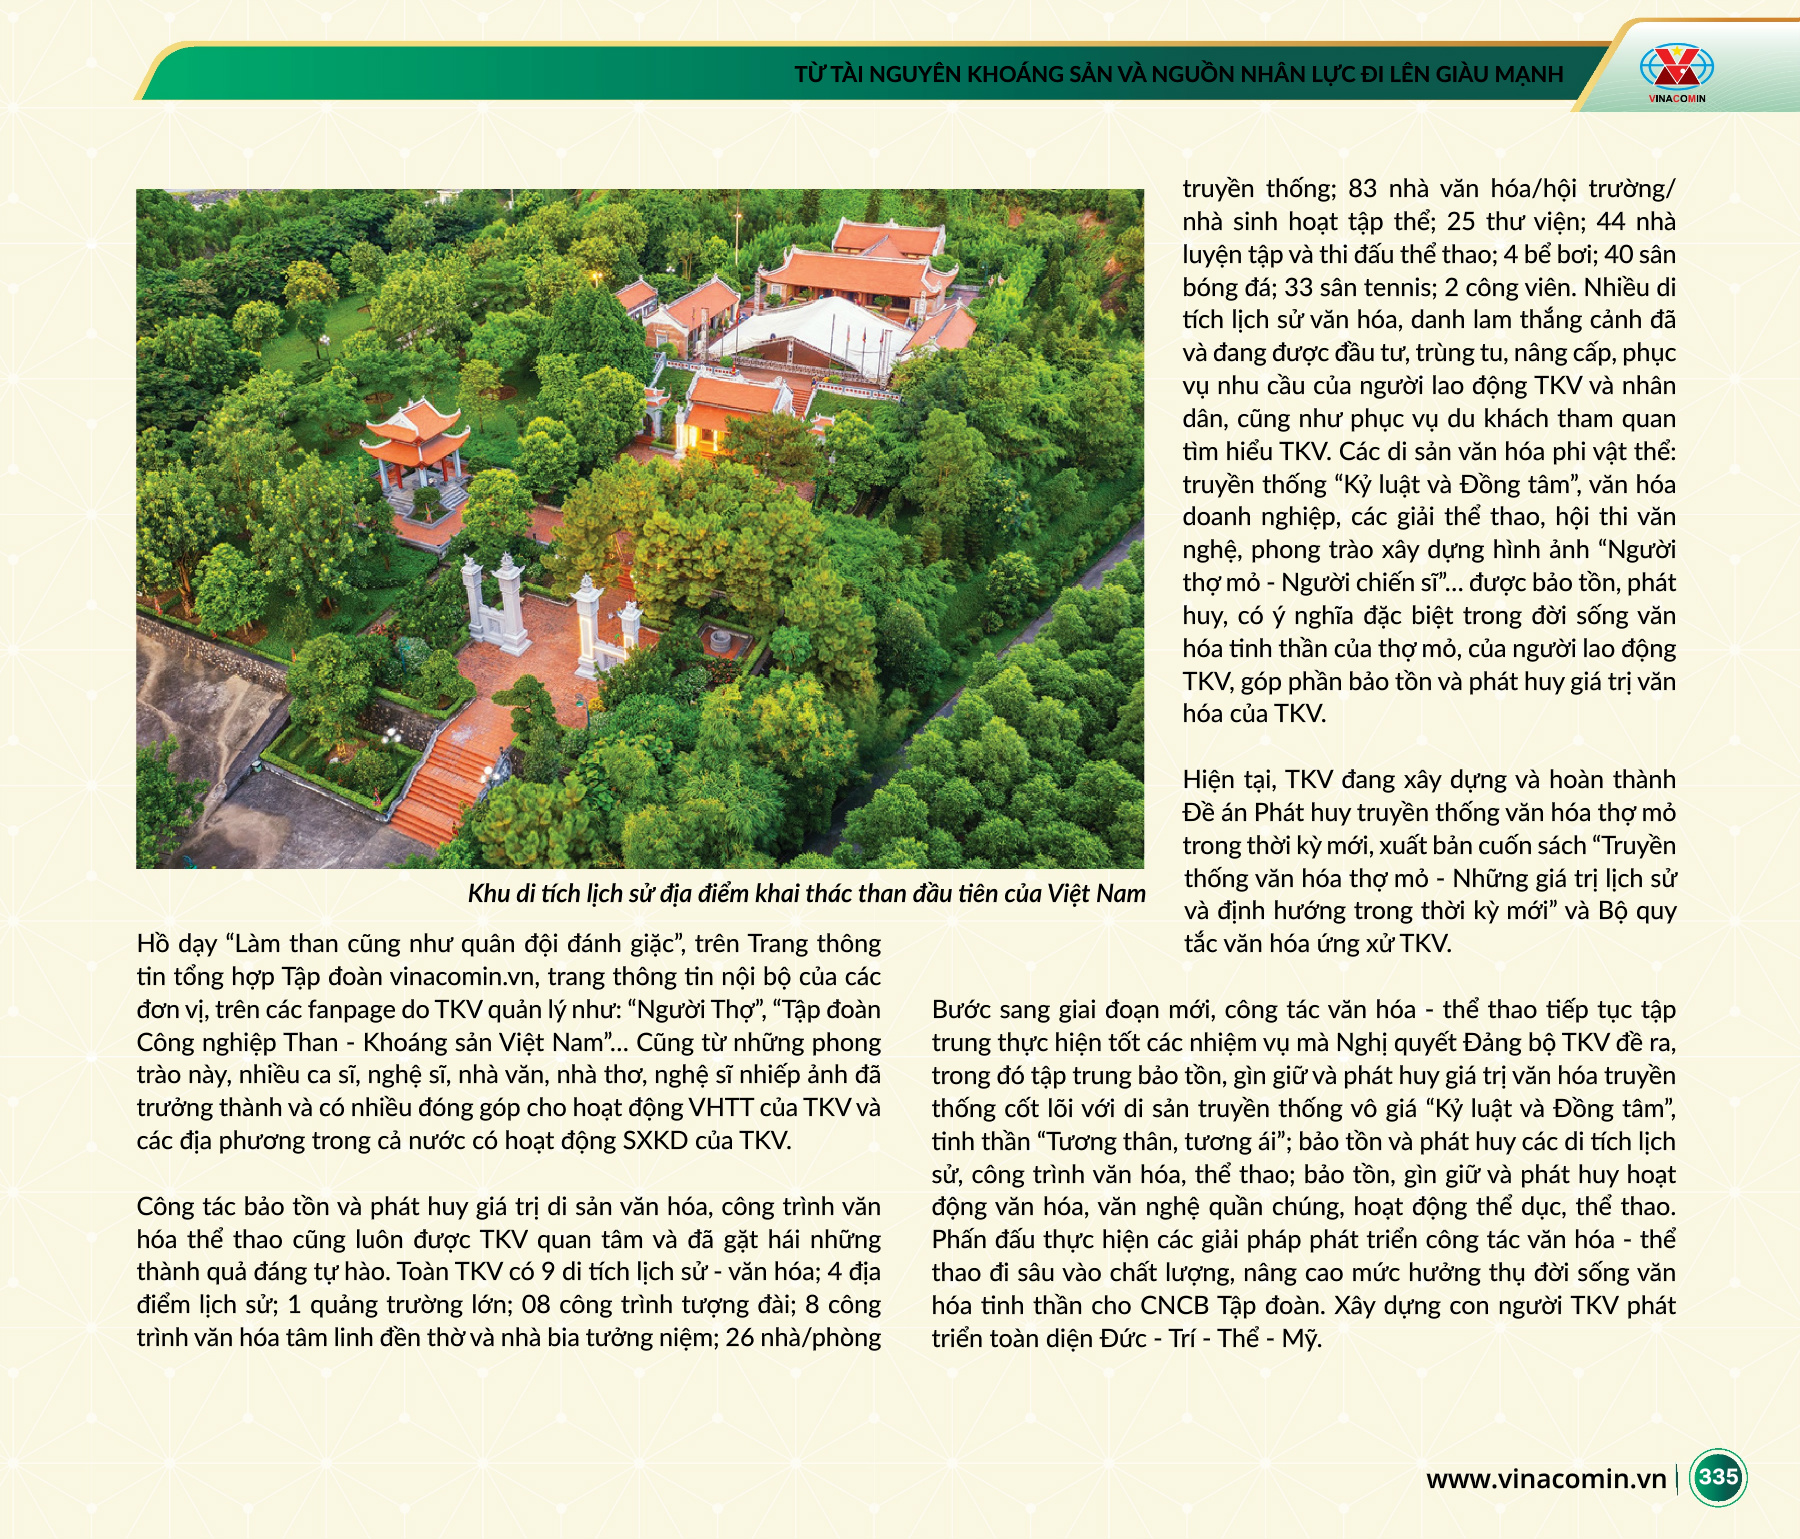 TỪ TÀI NGUYÊN KHOÁNG SẢN VÀ NGUỒN NHÂN LỰC ĐI LÊN GIÀU MẠNH
VINACOMIN
Khu di tích lịch sử địa điểm khai thác than đầu tiên của Việt Nam
Hồ dạy “Làm than cũng như quân đội đánh giặc”, trên Trang thông
tin tổng hợp Tập đoàn vinacomin.vn, trang thông tin nội bộ của các
đơn vị, trên các fanpage do TKV quản lý như: “Người Thợ”, “Tập đoàn
Công nghiệp Than - Khoáng sản Việt Nam”... Cũng từ những phong
trào này, nhiều ca sĩ, nghệ sĩ, nhà văn, nhà thơ, nghệ sĩ nhiếp ảnh đã
trưởng thành và có nhiều đóng góp cho hoạt động VHTT của TKV và
các địa phương trong cả nước có hoạt động SXKD của TKV.
Công tác bảo tồn và phát huy giá trị di sản văn hóa, công trình văn
hóa thể thao cũng luôn được TKV quan tâm và đã gặt hái những
thành quả đáng tự hào. Toàn TKV có 9 di tích lịch sử - văn hóa; 4 địa
điểm lịch sử; 1 quảng trường lớn; 08 công trình tượng đài; 8 công
trình văn hóa tâm linh đền thờ và nhà bia tưởng niệm; 26 nhà/phòng
truyền thống; 83 nhà văn hóa/hội trường/
nhà sinh hoạt tập thể; 25 thư viện; 44 nhà
luyện tập và thi đấu thể thao; 4 bể bơi; 40 sân
bóng đá; 33 sân tennis; 2 công viên. Nhiều di
tích lịch sử văn hóa, danh lam thắng cảnh đã
và đang được đầu tư, trùng tu, nâng cấp, phục
vụ nhu cầu của người lao động TKV và nhân
dân, cũng như phục vụ du khách tham quan
tìm hiểu TKV. Các di sản văn hóa phi vật thể:
truyền thống “Kỷ luật và Đồng tâm”, văn hóa
doanh nghiệp, các giải thể thao, hội thi văn
nghệ, phong trào xây dựng hình ảnh “Người
thợ mỏ - Người chiến sĩ”... được bảo tồn, phát
huy, có ý nghĩa đặc biệt trong đời sống văn
hóa tinh thần của thợ mỏ, của người lao động
TKV, góp phần bảo tồn và phát huy giá trị văn
hóa của TKV.
Hiện tại, TKV đang xây dựng và hoàn thành
Đề án Phát huy truyền thống văn hóa thợ mỏ
trong thời kỳ mới, xuất bản cuốn sách “Truyền
thống văn hóa thợ mỏ - Những giá trị lịch sử
và định hướng trong thời kỳ mới” và Bộ quy
tắc văn hóa ứng xử TKV.
Bước sang giai đoạn mới, công tác văn hóa - thể thao tiếp tục tập
trung thực hiện tốt các nhiệm vụ mà Nghị quyết Đảng bộ TKV đề ra,
trong đó tập trung bảo tồn, gìn giữ và phát huy giá trị văn hóa truyền
thống cốt lõi với di sản truyền thống vô giá “Kỷ luật và Đồng tâm”,
tinh thần “Tương thân, tương ái”; bảo tồn và phát huy các di tích lịch
sử, công trình văn hóa, thể thao; bảo tồn, gìn giữ và phát huy hoạt
động văn hóa, văn nghệ quần chúng, hoạt động thể dục, thể thao.
Phấn đấu thực hiện các giải pháp phát triển công tác văn hóa - thể
thao đi sâu vào chất lượng, nâng cao mức hưởng thụ đời sống văn
hóa tinh thần cho CNCB Tập đoàn. Xây dựng con người TKV phát
triển toàn diện Đức - Trí - Thể - Mỹ.
www.vinacomin.vn
335